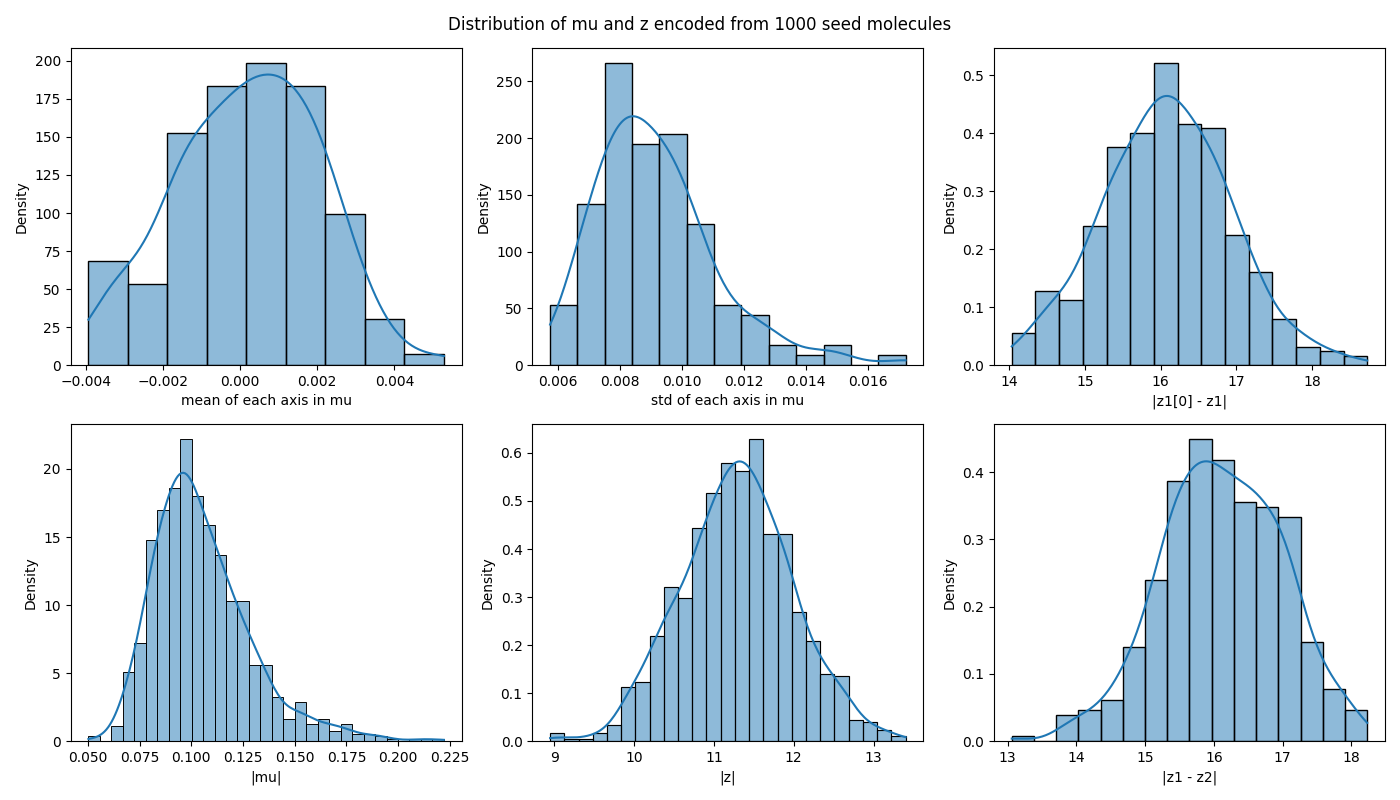 Distribution of mu and z encoded from 1000 seed molecules
200
175
150
125
100
75
50
25
0
Density
−0.004 −0.002 0.000 0.002 0.004
mean of each axis in mu
250
200
150
100
50
0
Density
0.006 0.008 0.010 0.012 0.014 0.016
std of each axis in mu
0.5
0.4
0.3
0.2
0.1
0.0
Density
14 15 16 17 18
|z1[0] - z1|
20
15
10
5
0
Density
0.050 0.075 0.100 0.125 0.150 0.175 0.200 0.225
|mu|
0.6
0.5
0.4
0.3
0.2
0.1
0.0
Density
9 10 11 12 13
|z|
0.4
0.3
0.2
0.1
0.0
Density
13 14 15 16 17 18
|z1 - z2|